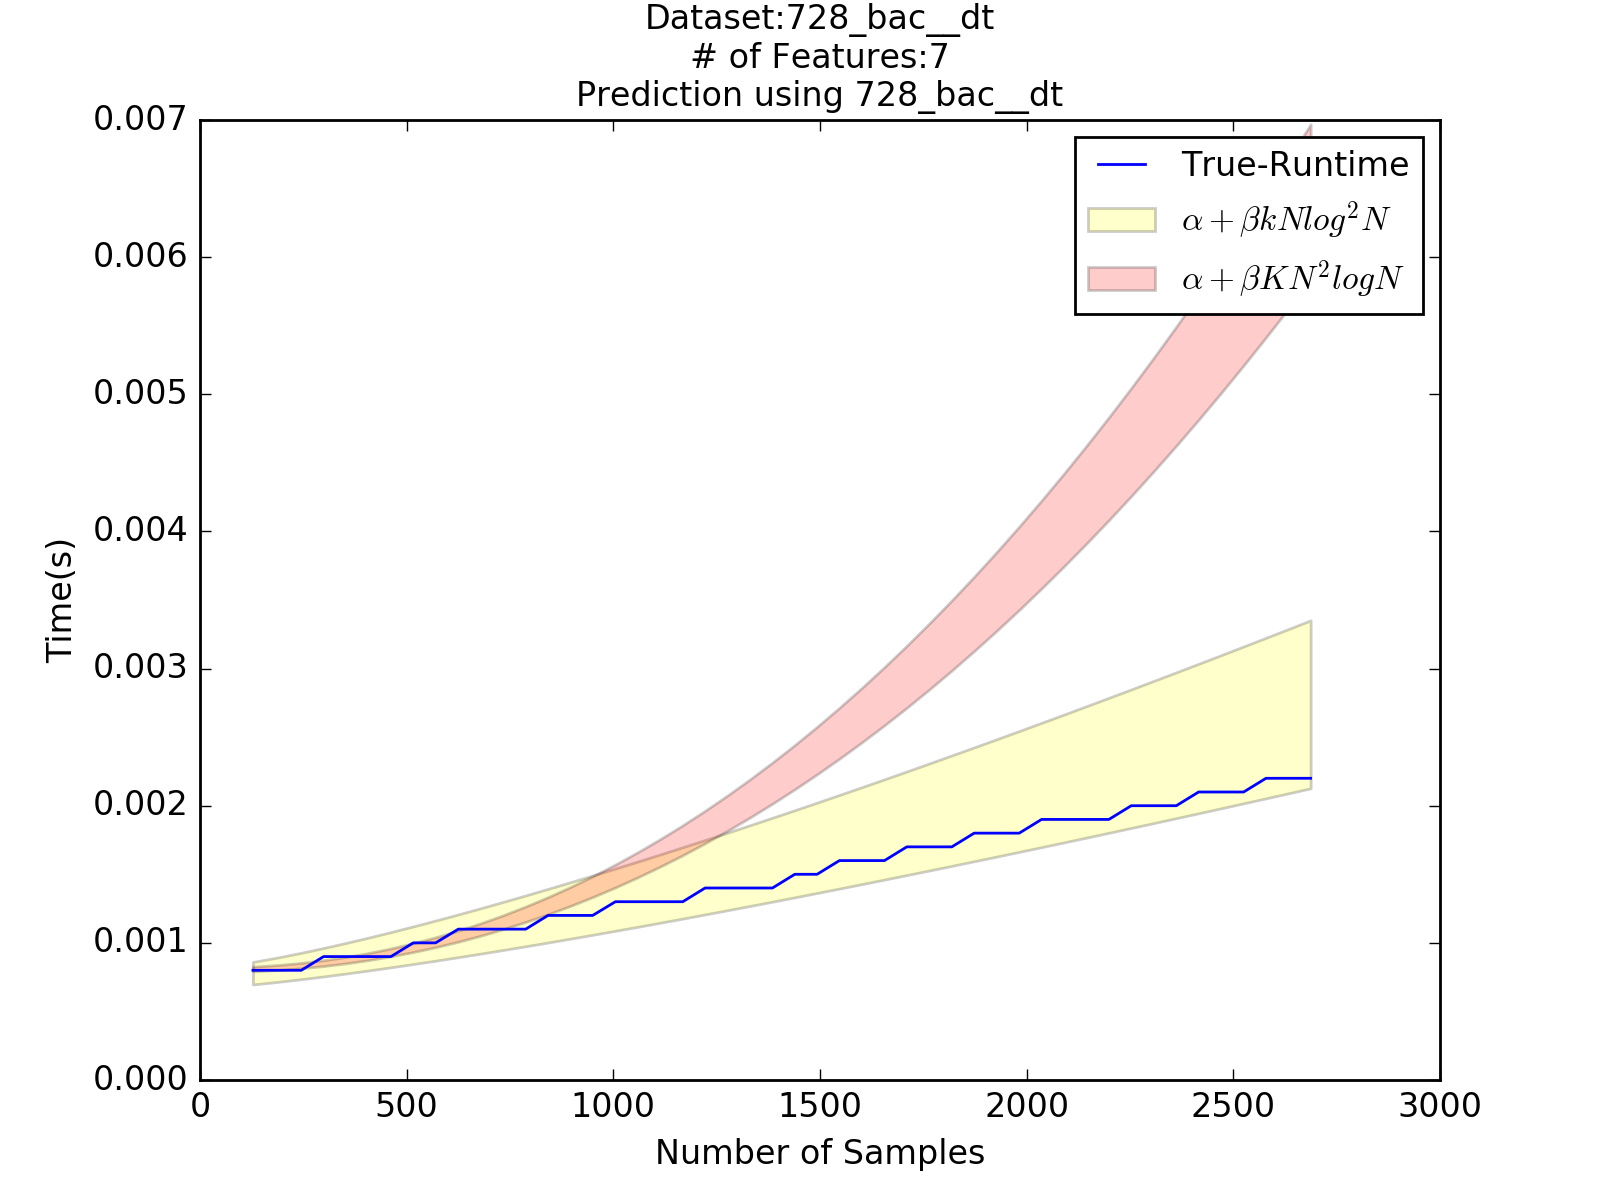 Dataset:728_bac__dt
# of Features:7
Prediction using 728_bac__dt
0.007
0.006
0.005
0.004
0.003
0.002
0.001
0.000
Time(s)
True-Runtime
α + βkNlog²N
α + βKN²logN
0 500 1000 1500 2000 2500 3000
Number of Samples